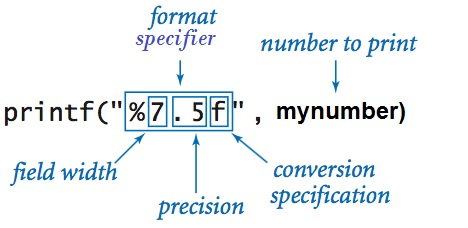 format
specifier
number to print
printf("%7.5f", mynumber)
field width
conversion
specification
precision